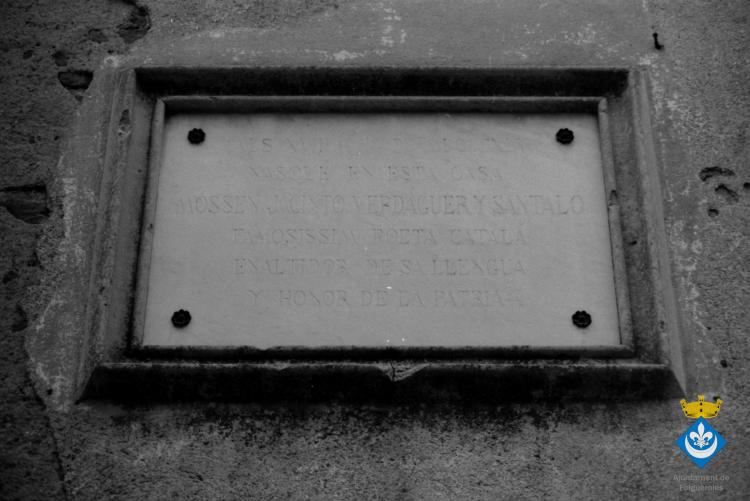 NASQUÉ EN ESTA CASA
MOSSEN JACINTO VERDAGUER Y SANTALÓ
FAMOSISSIM POETA CATALÁ
ENALTIDOR DE SA LLENGUA
Y HONOR DE LA PATRIA
Ajuntament de
Folgueroles